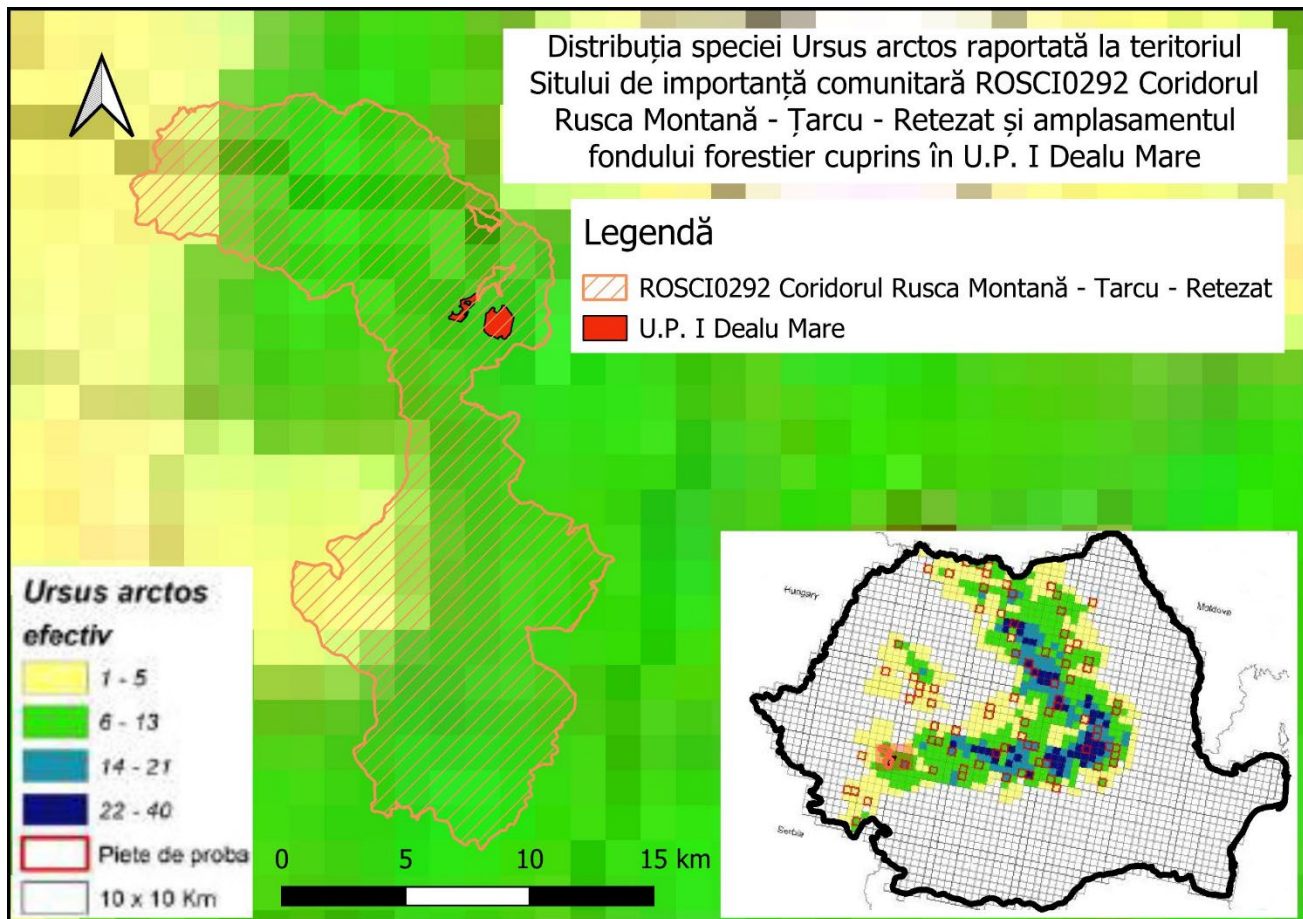 Distribuția speciei Ursus arctos raportată la teritoriul
Sitului de importanță comunitară ROSCI0292 Coridorul
Rusca Montană - Țarcu - Retezat și amplasamentul
fondului forestier cuprins în U.P. I Dealu Mare
Legendă
ROSCI0292 Coridorul Rusca Montană - Tarcu - Retezat
U.P. I Dealu Mare
Ursus arctos
efectiv
1 - 5
6 - 13
14 - 21
22 - 40
Piete de proba
10 x 10 Km
0 5 10 15 km
Hungary
Moldova
Serbia